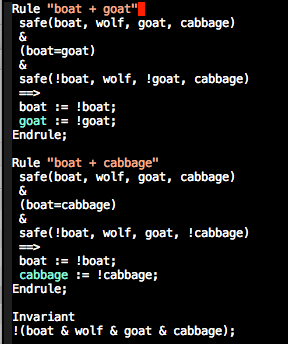 Rule "boat + goat"
safe(boat, wolf, goat, cabbage)
&
(boat=goat)
&
safe(!boat, wolf, !goat, cabbage)
==>
boat := !boat;
goat := !goat;
Endrule;
Rule "boat + cabbage"
safe(boat, wolf, goat, cabbage)
&
(boat=cabbage)
&
safe(!boat, wolf, goat, !cabbage)
==>
boat := !boat;
cabbage := !cabbage;
Endrule;
Invariant
!(boat & wolf & goat & cabbage);